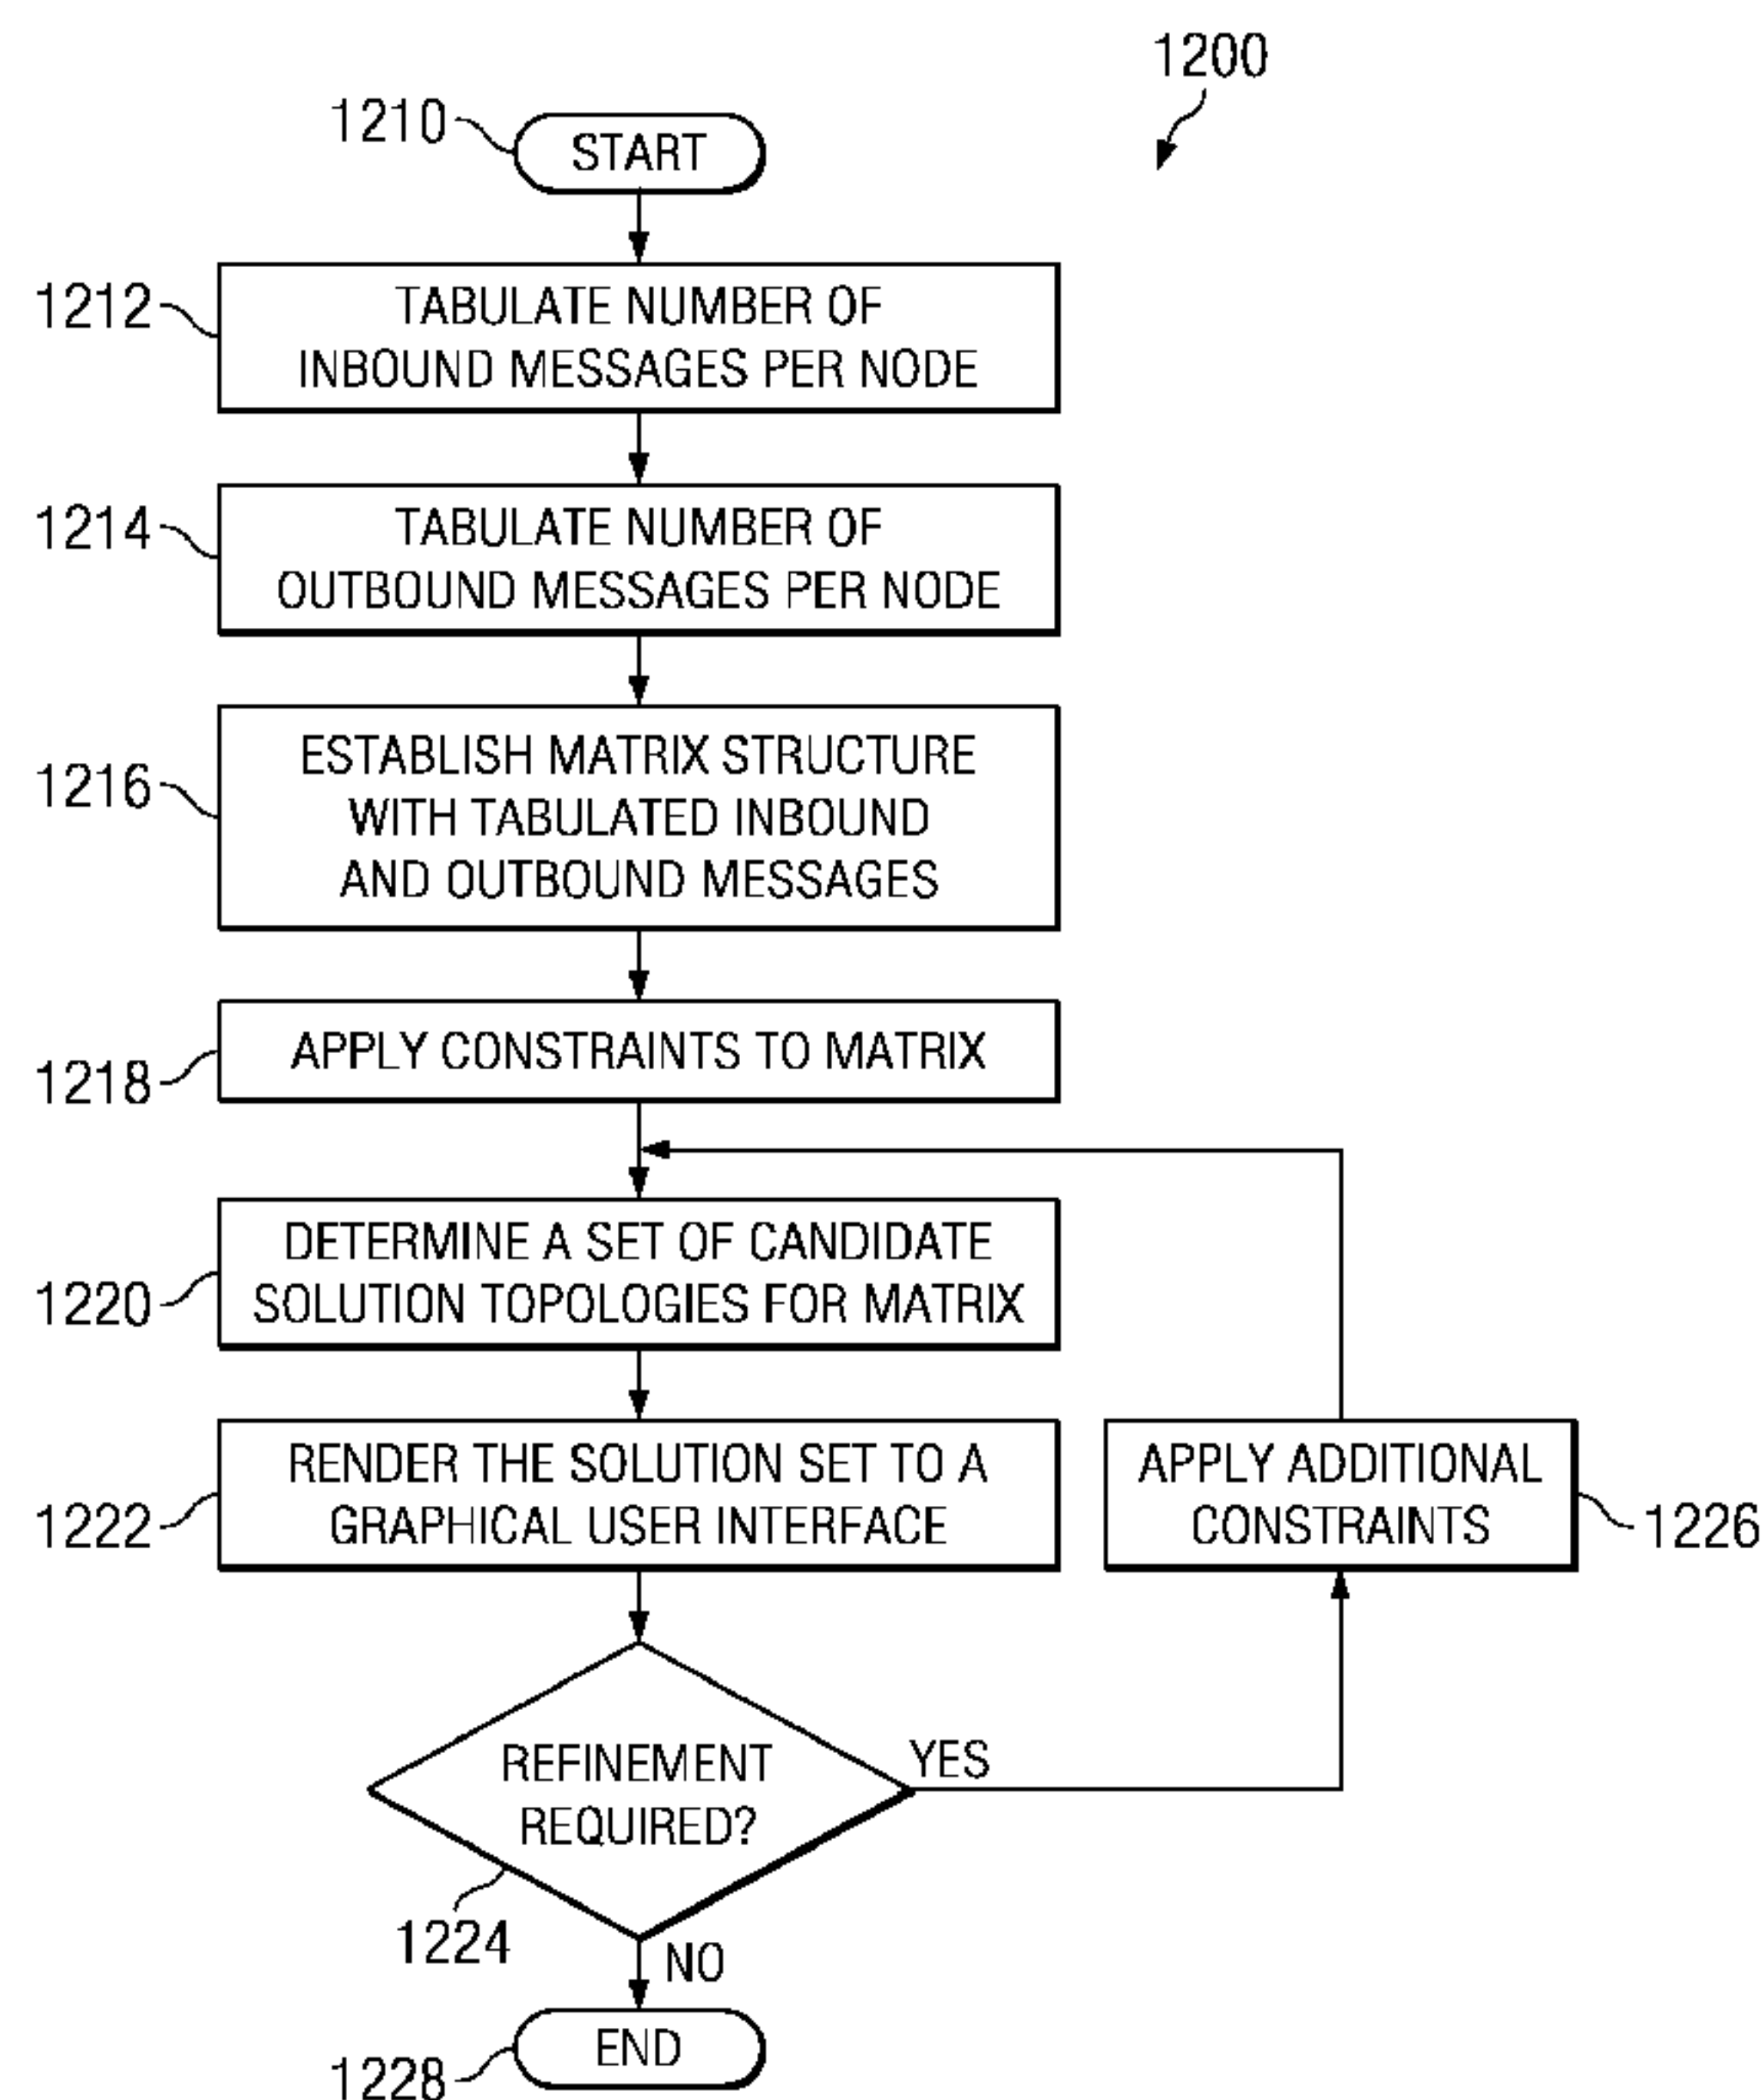 1200
1210
START
1212
TABULATE NUMBER OF
INBOUND MESSAGES PER NODE
1214
TABULATE NUMBER OF
OUTBOUND MESSAGES PER NODE
1216
ESTABLISH MATRIX STRUCTURE
WITH TABULATED INBOUND
AND OUTBOUND MESSAGES
1218
APPLY CONSTRAINTS TO MATRIX
1220
DETERMINE A SET OF CANDIDATE
SOLUTION TOPOLOGIES FOR MATRIX
1222
RENDER THE SOLUTION SET TO A
GRAPHICAL USER INTERFACE
APPLY ADDITIONAL
CONSTRAINTS
1226
REFINEMENT
REQUIRED?
YES
1224
NO
END
1228